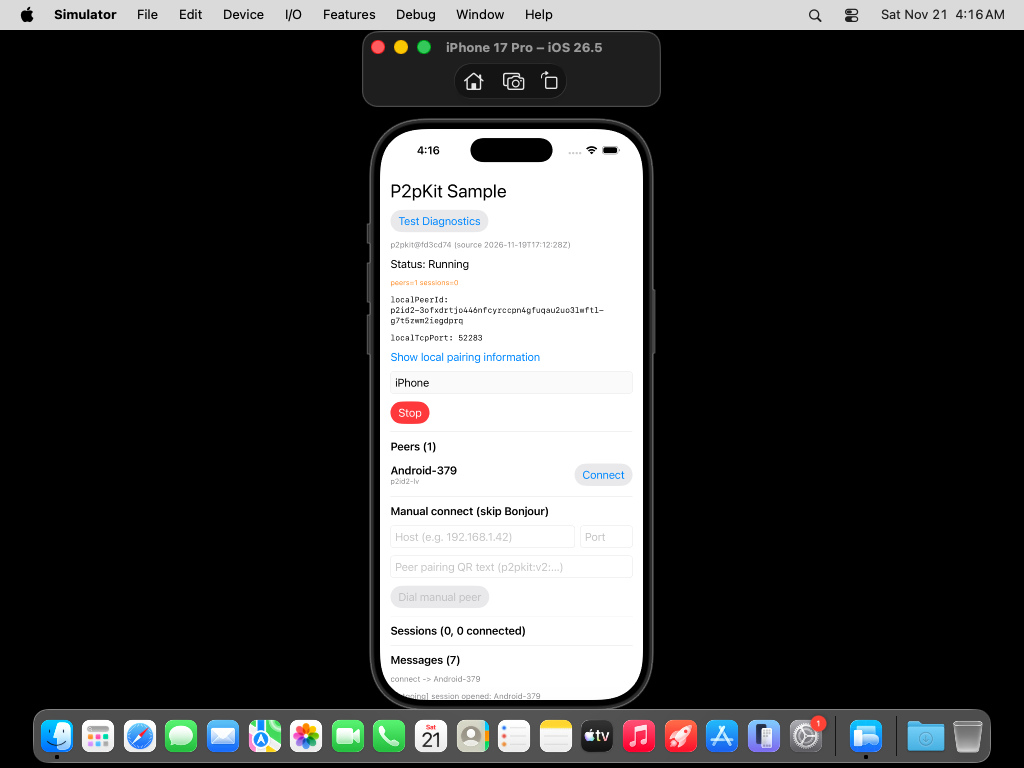 Simulator File Edit Device I/O Features Debug Window Help Sat Nov 21 4:16 AM
iPhone 17 Pro – iOS 26.5
4:16
P2pKit Sample
Test Diagnostics
p2pkit@fd3cd74 (source 2026-11-19T17:12:28Z)
Status: Running
peers=1 sessions=0
localPeerId:
p2id2-3ofxdrtjo446nfcyrccpn4gfuqau2uo3lwftl-
g7t5zwm2iegdprq
localTcpPort: 52283
Show local pairing information
iPhone
Stop
Peers (1)
Android-379
p2id2-lv
Connect
Manual connect (skip Bonjour)
Host (e.g. 192.168.1.42) Port
Peer pairing QR text (p2pkit:v2:...)
Dial manual peer
Sessions (0, 0 connected)
Messages (7)
connect -> Android-379
session opened: Android-379
Sat
21
tv
1